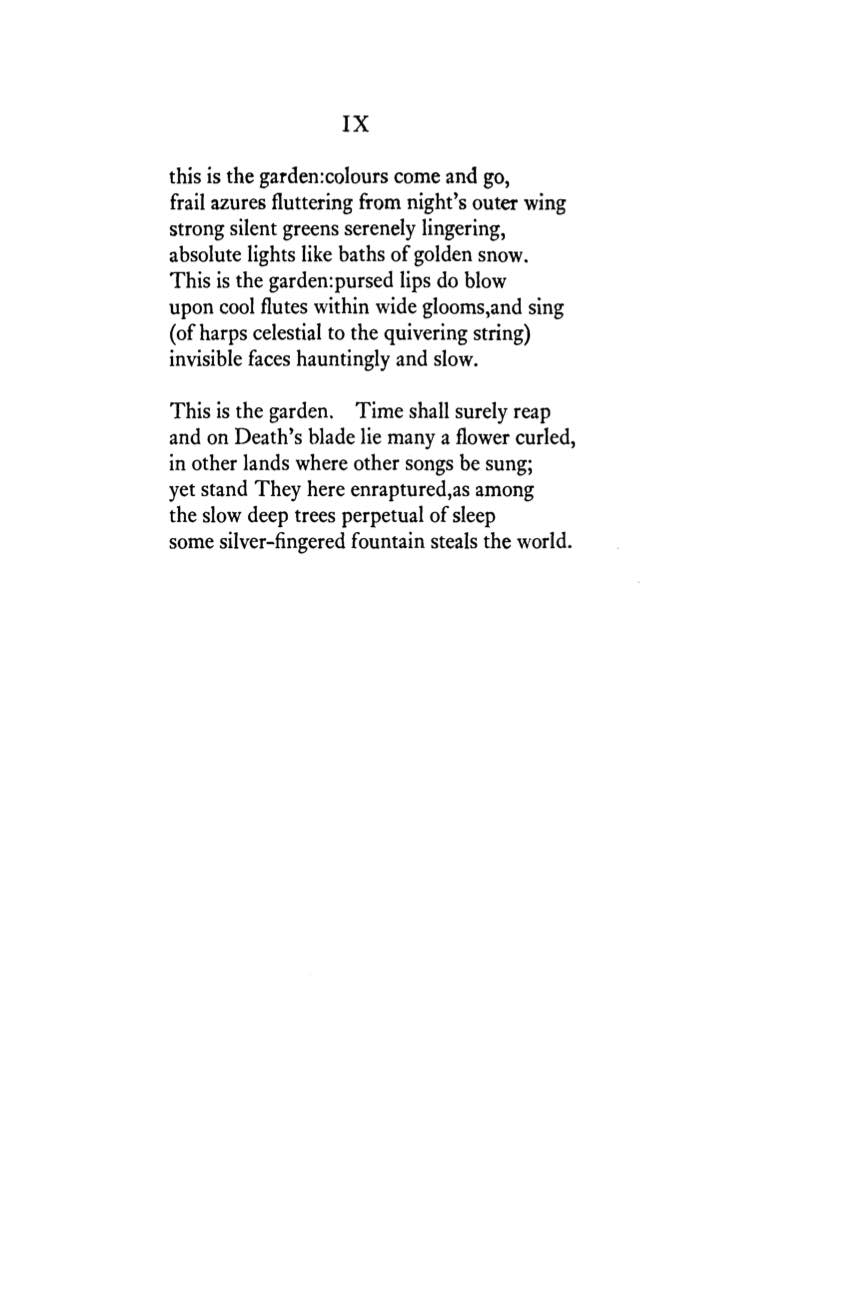 IX
this is the garden:colours come and go,
frail azures fluttering from night's outer wing
strong silent greens serenely lingering,
absolute lights like baths of golden snow.
This is the garden:pursed lips do blow
upon cool flutes within wide glooms,and sing
(of harps celestial to the quivering string)
invisible faces hauntingly and slow.
This is the garden.   Time shall surely reap
and on Death's blade lie many a flower curled,
in other lands where other songs be sung;
yet stand They here enraptured,as among
the slow deep trees perpetual of sleep
some silver-fingered fountain steals the world.